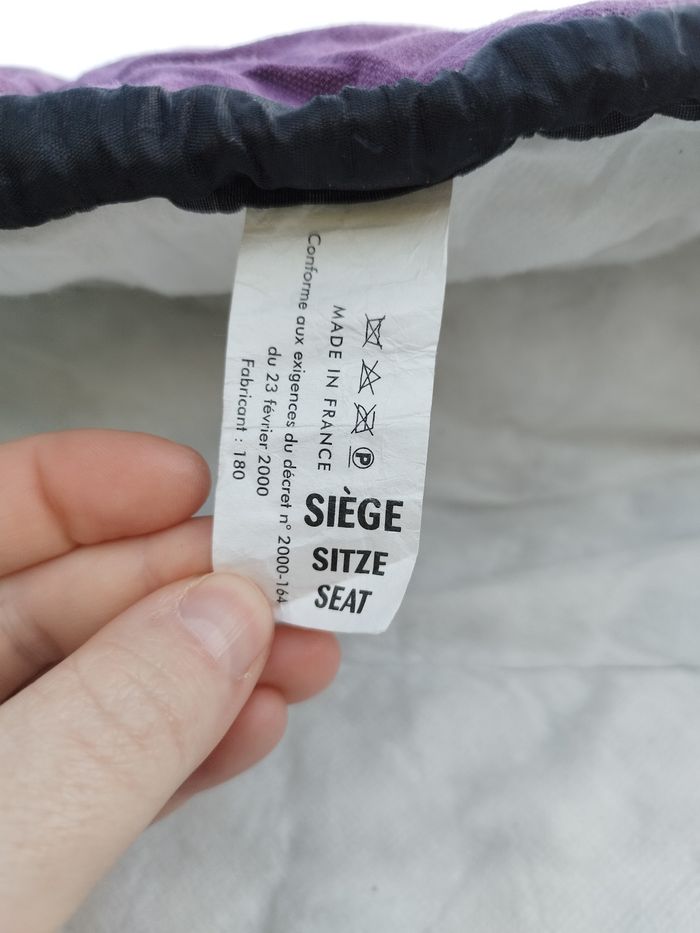 SIÈGE
SITZE
SEAT
P
MADE IN FRANCE
Conforme aux exigences du décret n° 2000-164
du 23 février 2000
Fabricant : 180